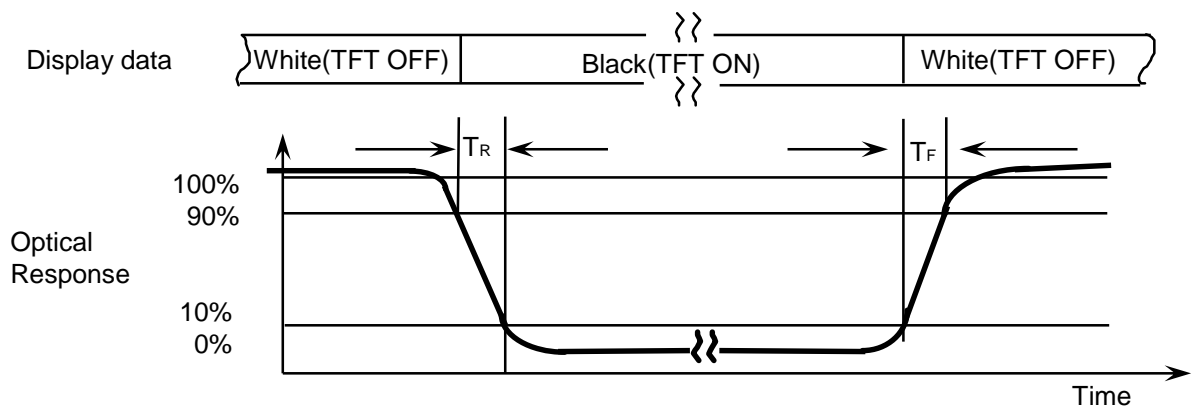 Display data
White(TFT OFF)
Black(TFT ON)
White(TFT OFF)
TR
TF
100%
90%
Optical
Response
10%
0%
Time